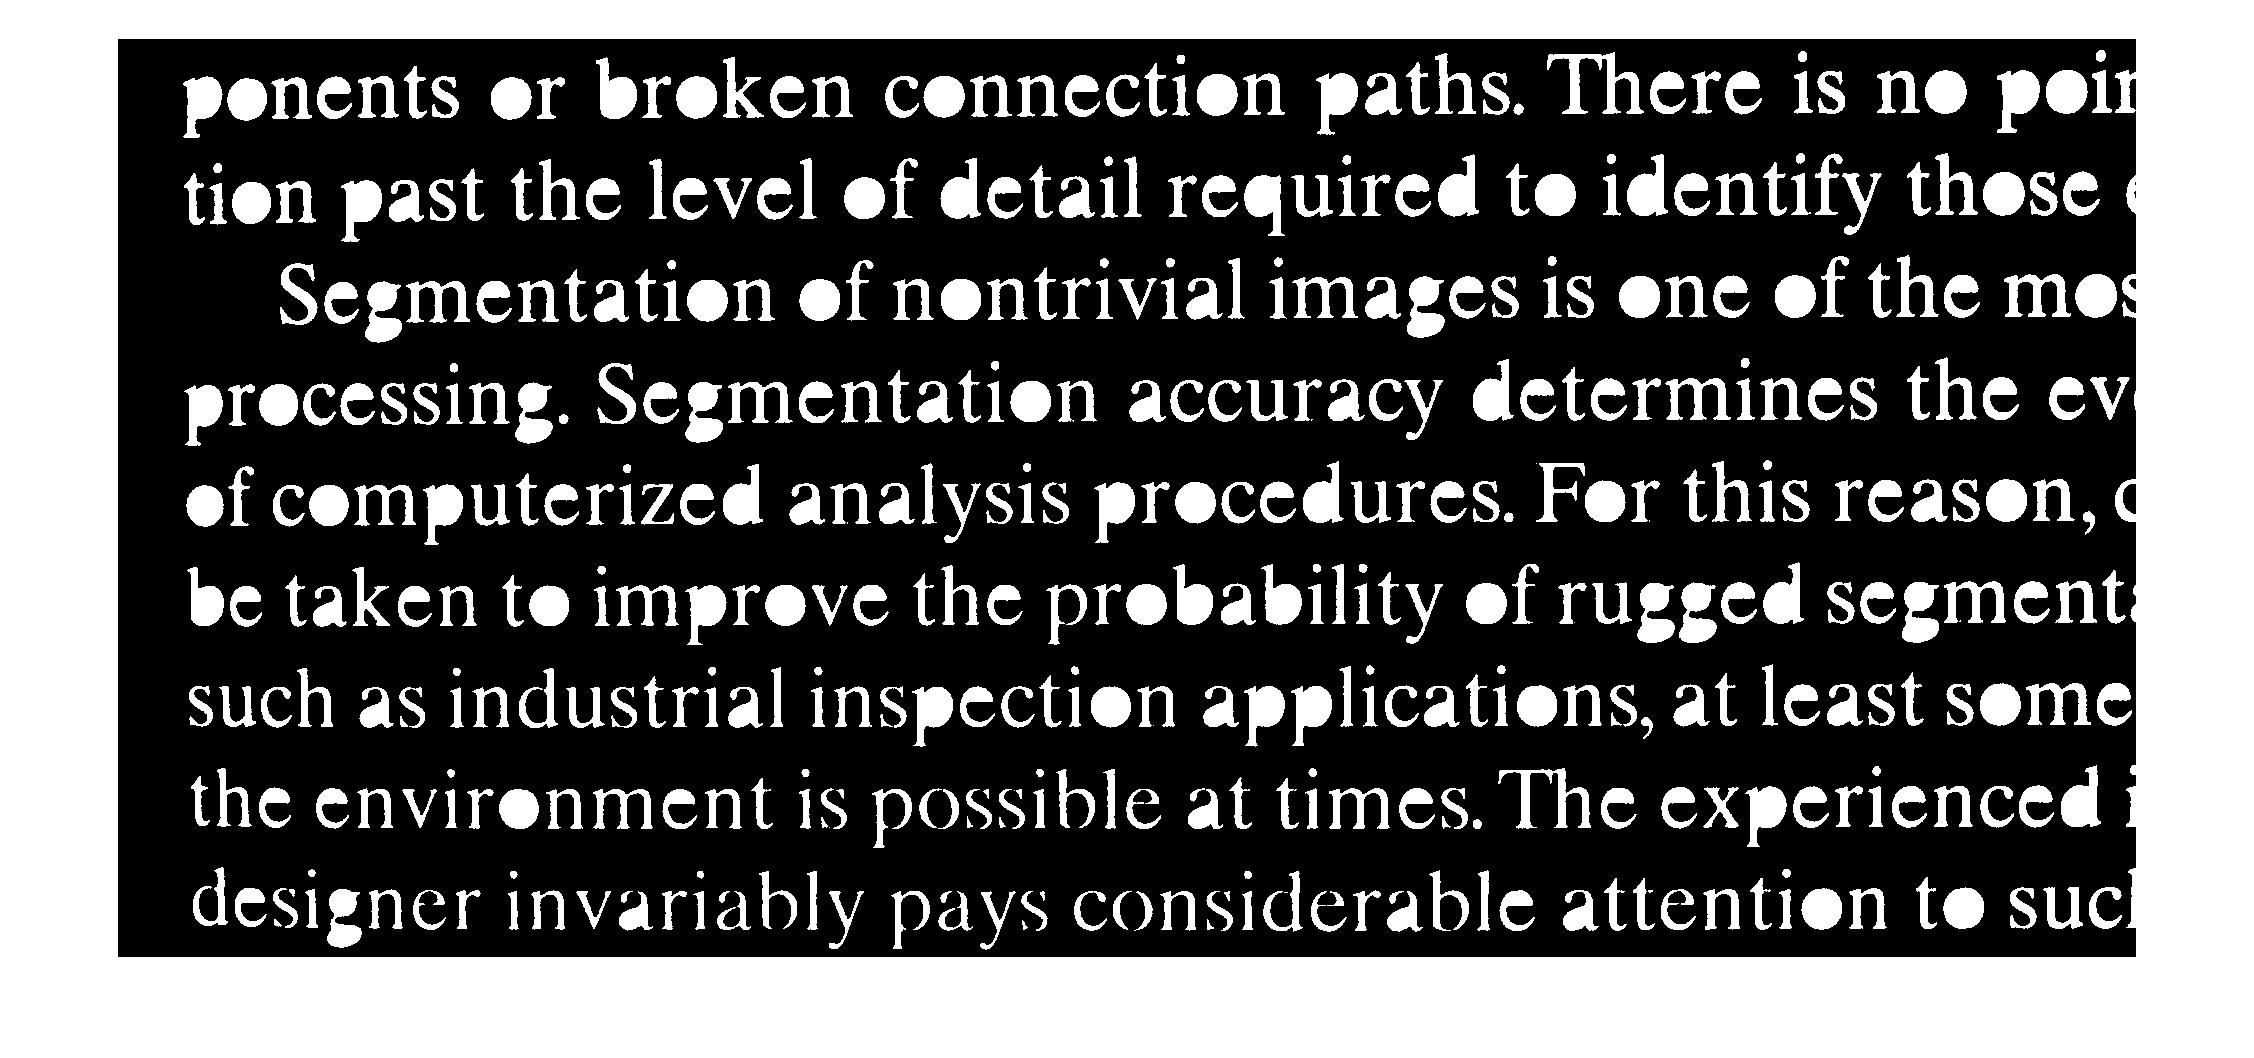 ponents or broken connection paths. There is no poin
tion past the level of detail required to identify those e
Segmentation of nontrivial images is one of the mos
processing. Segmentation accuracy determines the eve
of computerized analysis procedures. For this reason, c
be taken to improve the probability of rugged segmenta
such as industrial inspection applications, at least some
the environment is possible at times. The experienced i
designer invariably pays considerable attention to such